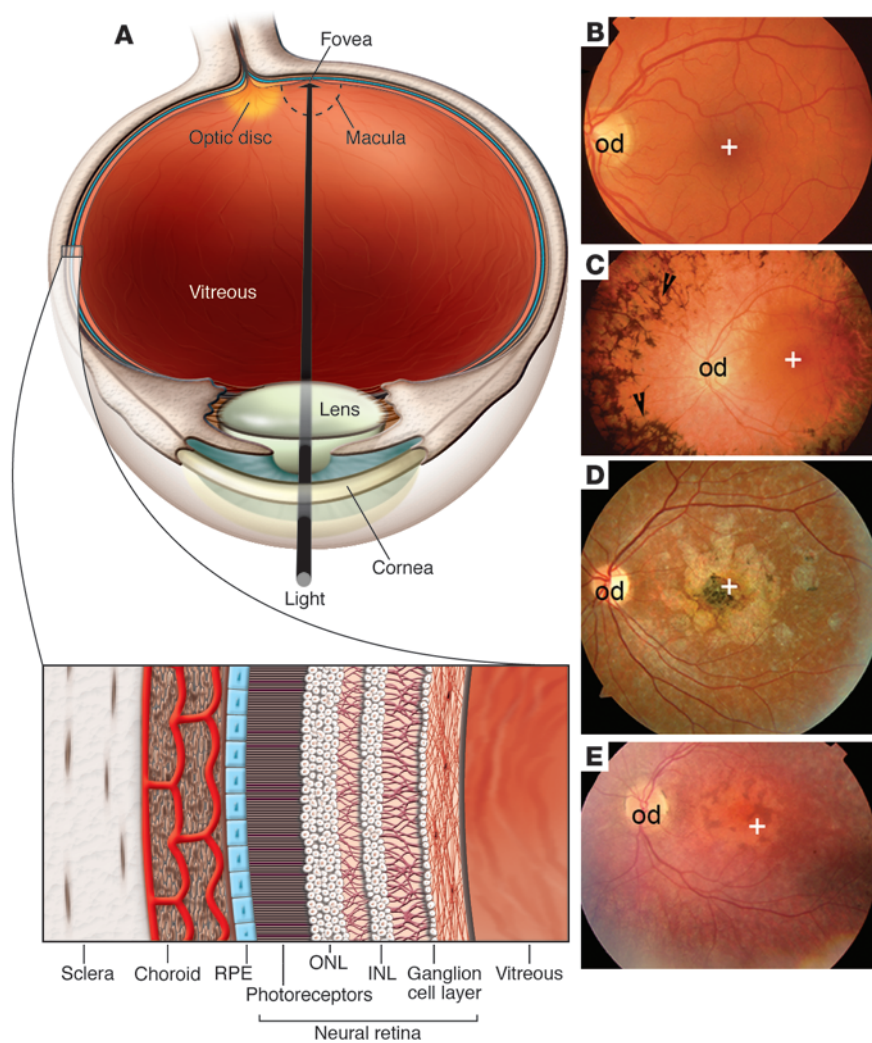 A
Fovea
Optic disc
Macula
Vitreous
Lens
Cornea
Light
Sclera
Choroid
RPE
Photoreceptors
ONL
INL
Ganglion
cell layer
Vitreous
Neural retina
B
od
+
C
od
+
D
od
+
E
od
+